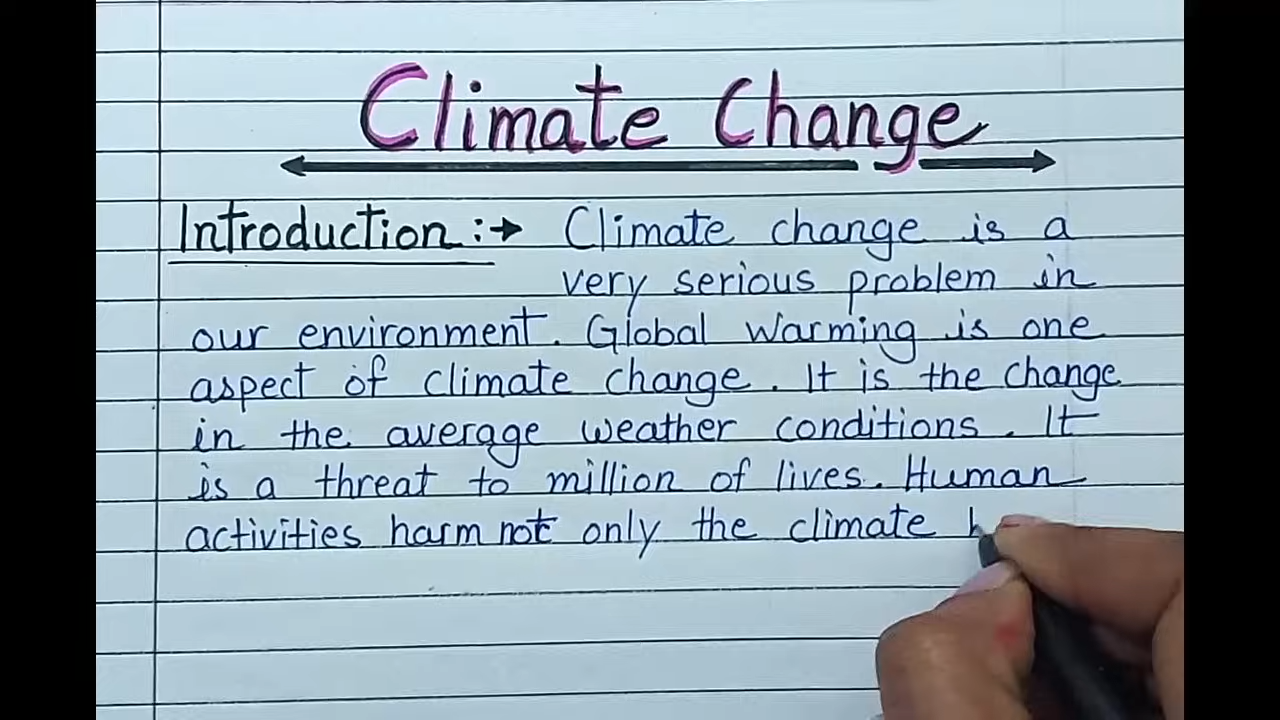 Climate Change
Introduction :→ Climate change is a
very serious problem in
our environment. Global Warming is one
aspect of climate change. It is the change
in the average weather conditions. It
is a threat to million of lives. Human
activities harm not only the climate